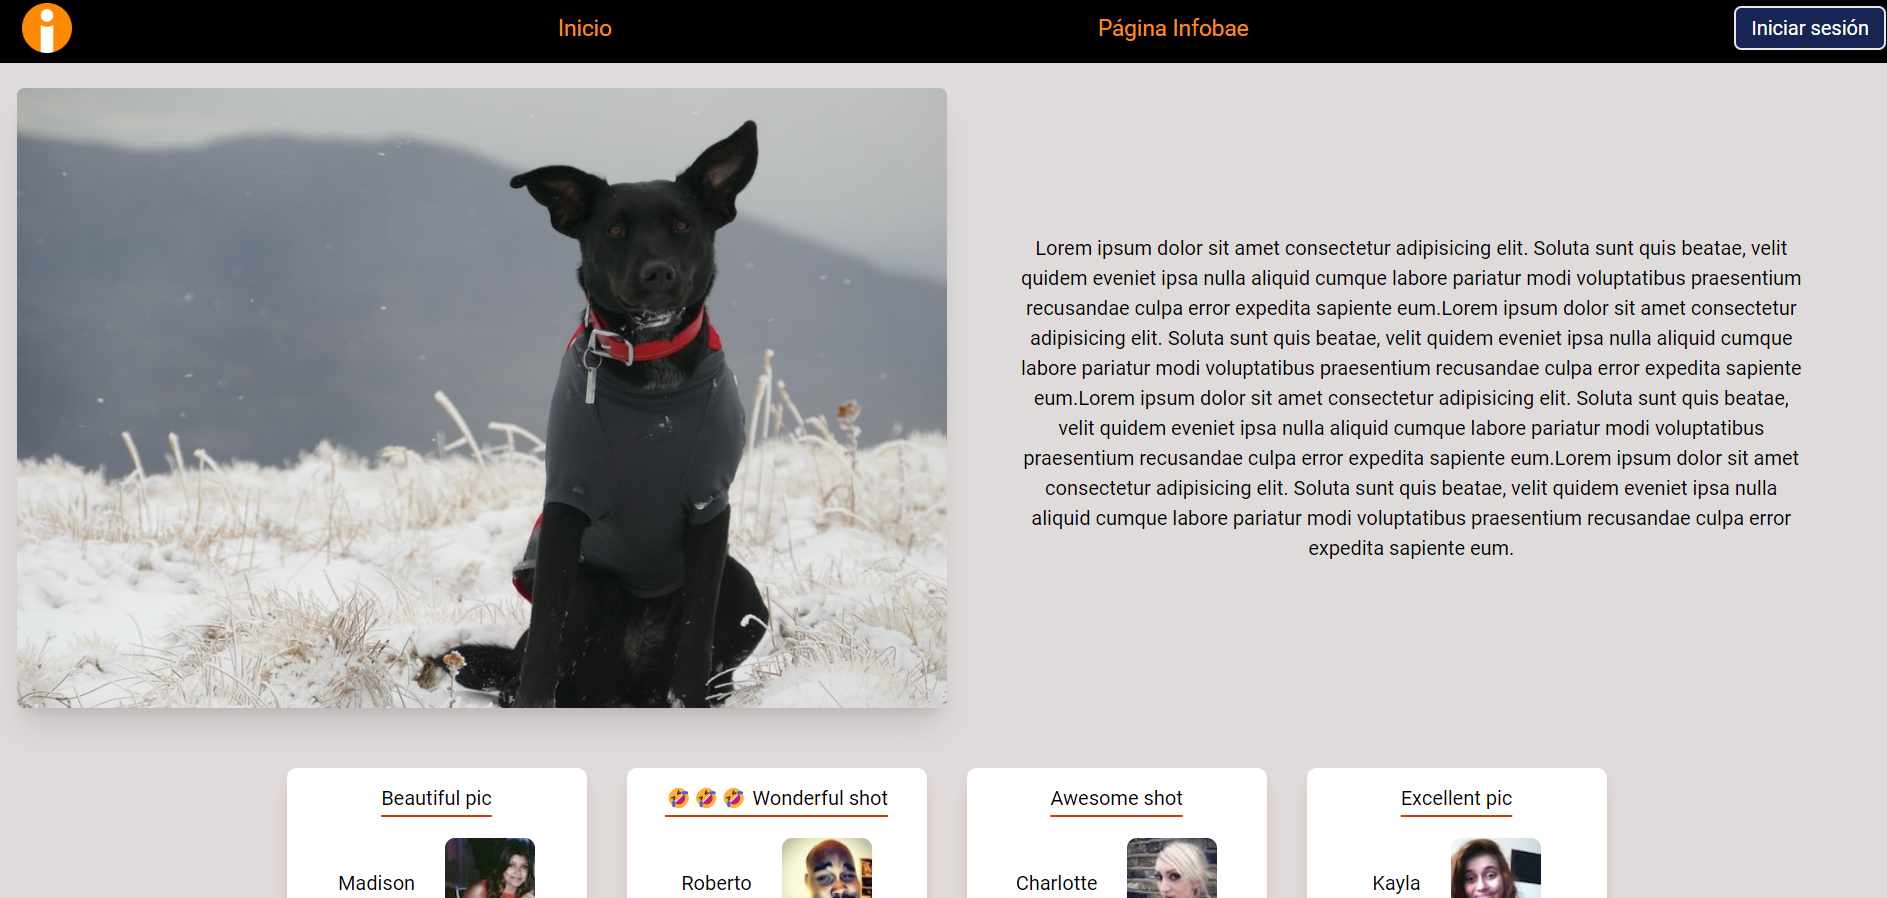 i
Inicio
Página Infobae
Iniciar sesión
Lorem ipsum dolor sit amet consectetur adipisicing elit. Soluta sunt quis beatae, velit
quidem eveniet ipsa nulla aliquid cumque labore pariatur modi voluptatibus praesentium
recusandae culpa error expedita sapiente eum.Lorem ipsum dolor sit amet consectetur
adipisicing elit. Soluta sunt quis beatae, velit quidem eveniet ipsa nulla aliquid cumque
labore pariatur modi voluptatibus praesentium recusandae culpa error expedita sapiente
eum.Lorem ipsum dolor sit amet consectetur adipisicing elit. Soluta sunt quis beatae,
velit quidem eveniet ipsa nulla aliquid cumque labore pariatur modi voluptatibus
praesentium recusandae culpa error expedita sapiente eum.Lorem ipsum dolor sit amet
consectetur adipisicing elit. Soluta sunt quis beatae, velit quidem eveniet ipsa nulla
aliquid cumque labore pariatur modi voluptatibus praesentium recusandae culpa error
expedita sapiente eum.
Beautiful pic
Madison
🤣 🤣 🤣 Wonderful shot
Roberto
Awesome shot
Charlotte
Excellent pic
Kayla